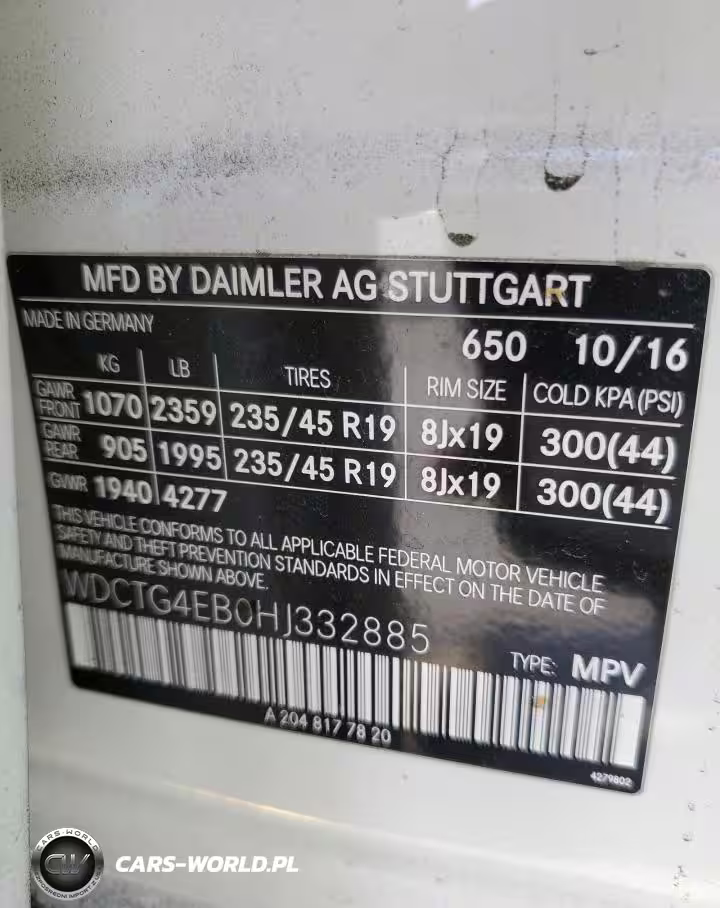 MFD BY DAIMLER AG STUTTGART
MADE IN GERMANY
650 10/16
KG LB TIRES RIM SIZE COLD KPA (PSI)
GAWR FRONT 1070 2359 235/45 R19 8Jx19 300(44)
GAWR REAR 905 1995 235/45 R19 8Jx19 300(44)
GVWR 1940 4277
THIS VEHICLE CONFORMS TO ALL APPLICABLE FEDERAL MOTOR VEHICLE
SAFETY AND THEFT PREVENTION STANDARDS IN EFFECT ON THE DATE OF
MANUFACTURE SHOWN ABOVE.
WDCTG4EB0HJ332885
TYPE: MPV
A 204 817 78 20
4279802
CARS-WORLD
CW
CARS-WORLD.PL